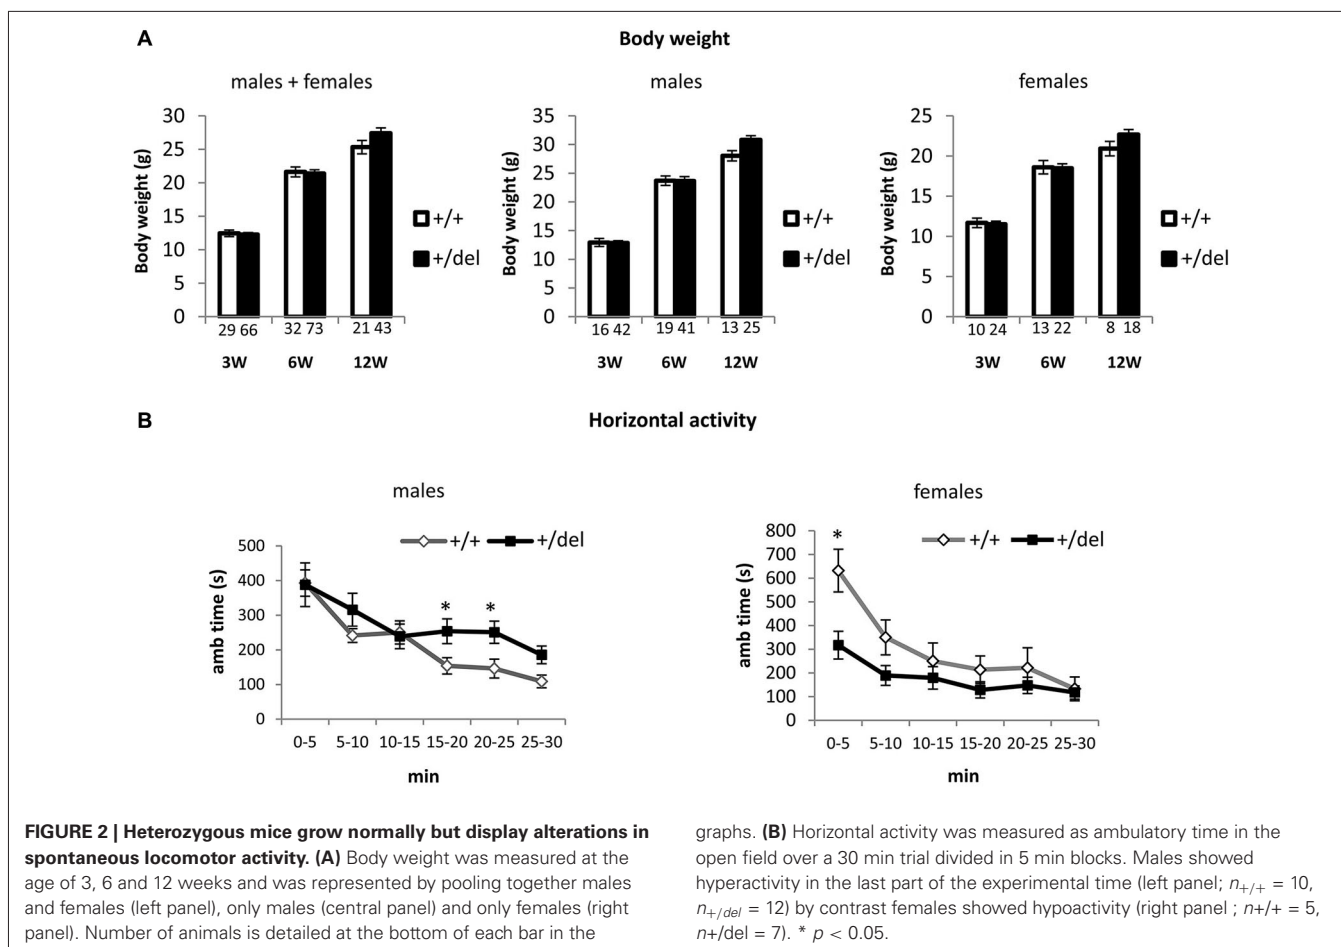 A
Body weight
males + females
Body weight (g)
30
25
20
15
10
5
0
29 66
32 73
21 43
3W
6W
12W
+/+
+/del
males
Body weight (g)
35
30
25
20
15
10
5
0
16 42
19 41
13 25
3W
6W
12W
+/+
+/del
females
Body weight (g)
25
20
15
10
5
0
10 24
13 22
8 18
3W
6W
12W
+/+
+/del
B
Horizontal activity
males
+/+
+/del
amb time (s)
500
400
300
200
100
0
*
*
0-5
5-10
10-15
15-20
20-25
25-30
min
females
+/+
+/del
amb time (s)
800
700
600
500
400
300
200
100
0
*
0-5
5-10
10-15
15-20
20-25
25-30
min
FIGURE 2 | Heterozygous mice grow normally but display alterations in
spontaneous locomotor activity. (A) Body weight was measured at the
age of 3, 6 and 12 weeks and was represented by pooling together males
and females (left panel), only males (central panel) and only females (right
panel). Number of animals is detailed at the bottom of each bar in the
graphs. (B) Horizontal activity was measured as ambulatory time in the
open field over a 30 min trial divided in 5 min blocks. Males showed
hyperactivity in the last part of the experimental time (left panel; n+/+ = 10,
n+/del = 12) by contrast females showed hypoactivity (right panel ; n+/+ = 5,
n+/del = 7). * p < 0.05.